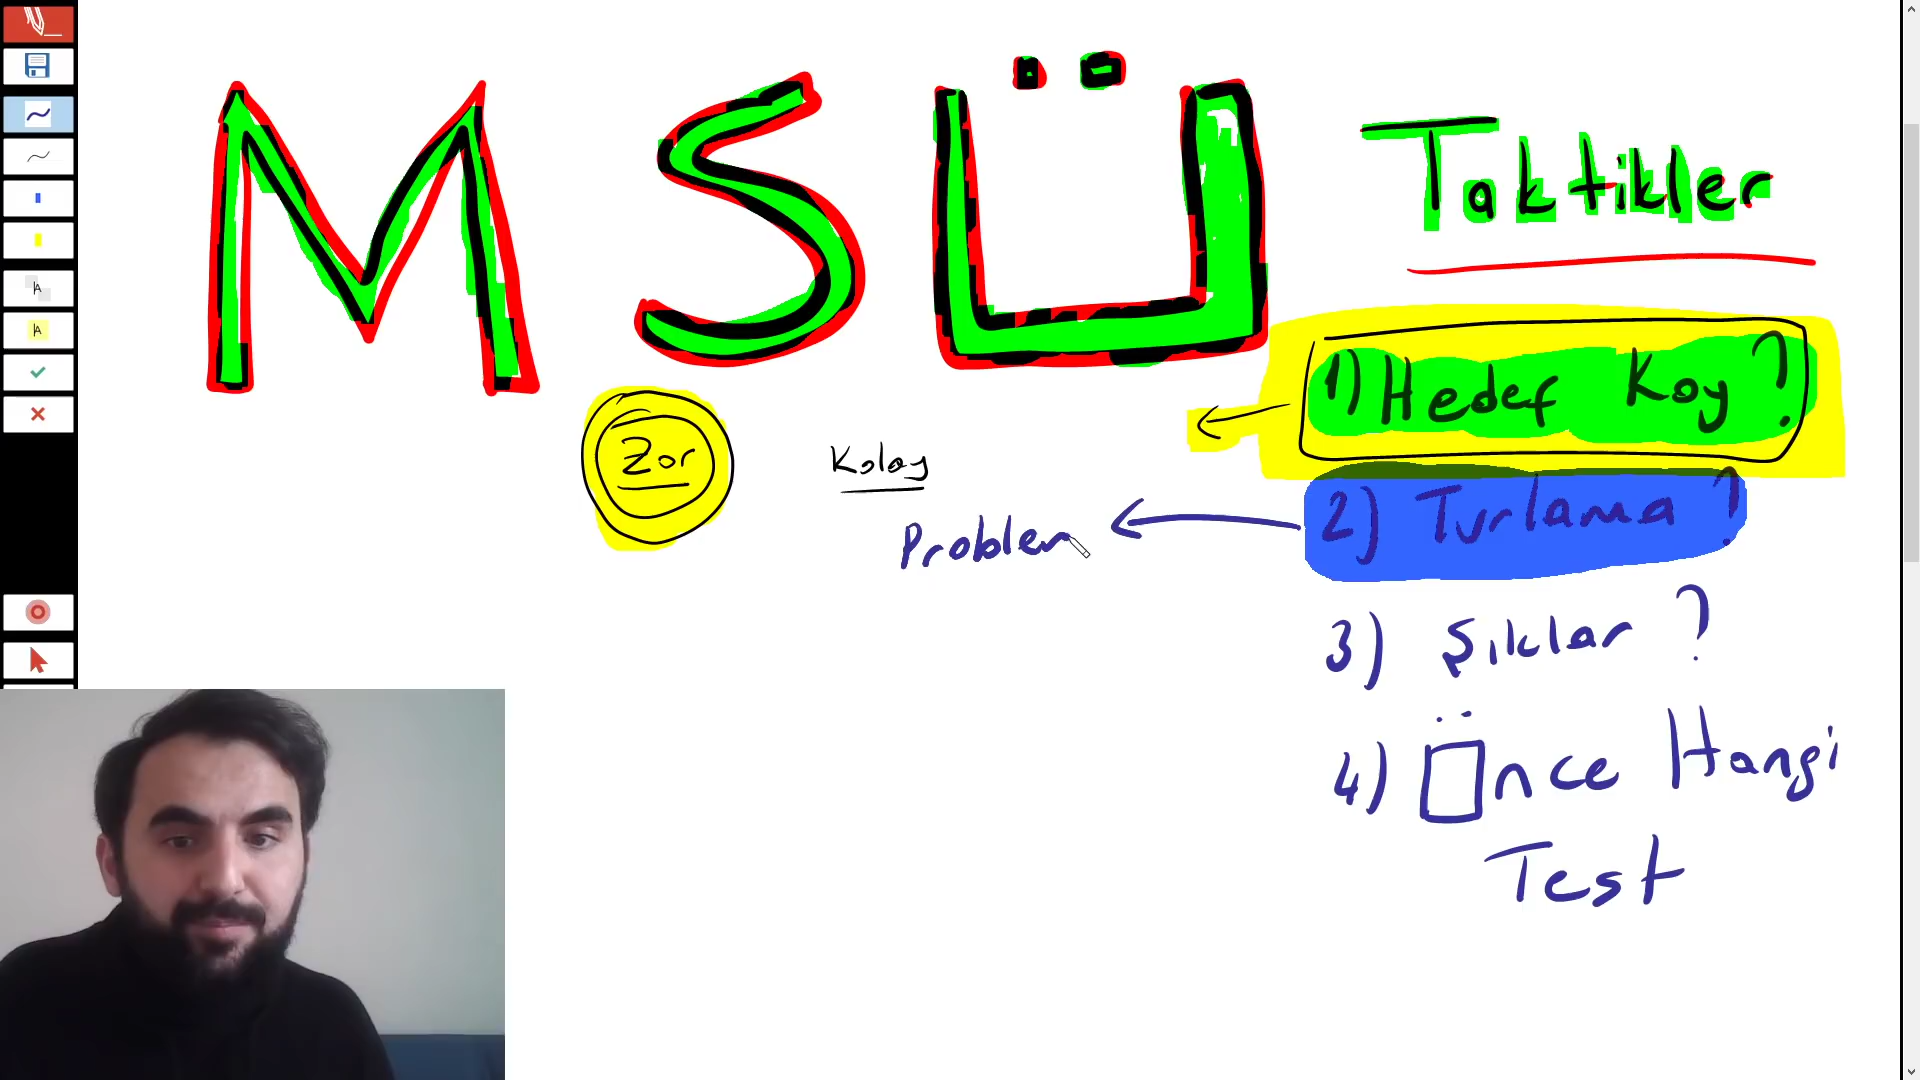 MSÜ
Taktikler
1) Hedef Koy ?
Zor
Kolay
2) Turlama ?
Problem
3) Şıklar ?
4) Önce Hangi
Test